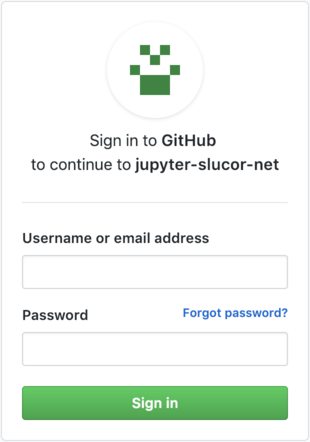 Sign in to GitHub
to continue to jupyter-slucor-net
Username or email address
Password Forgot password?
Sign in